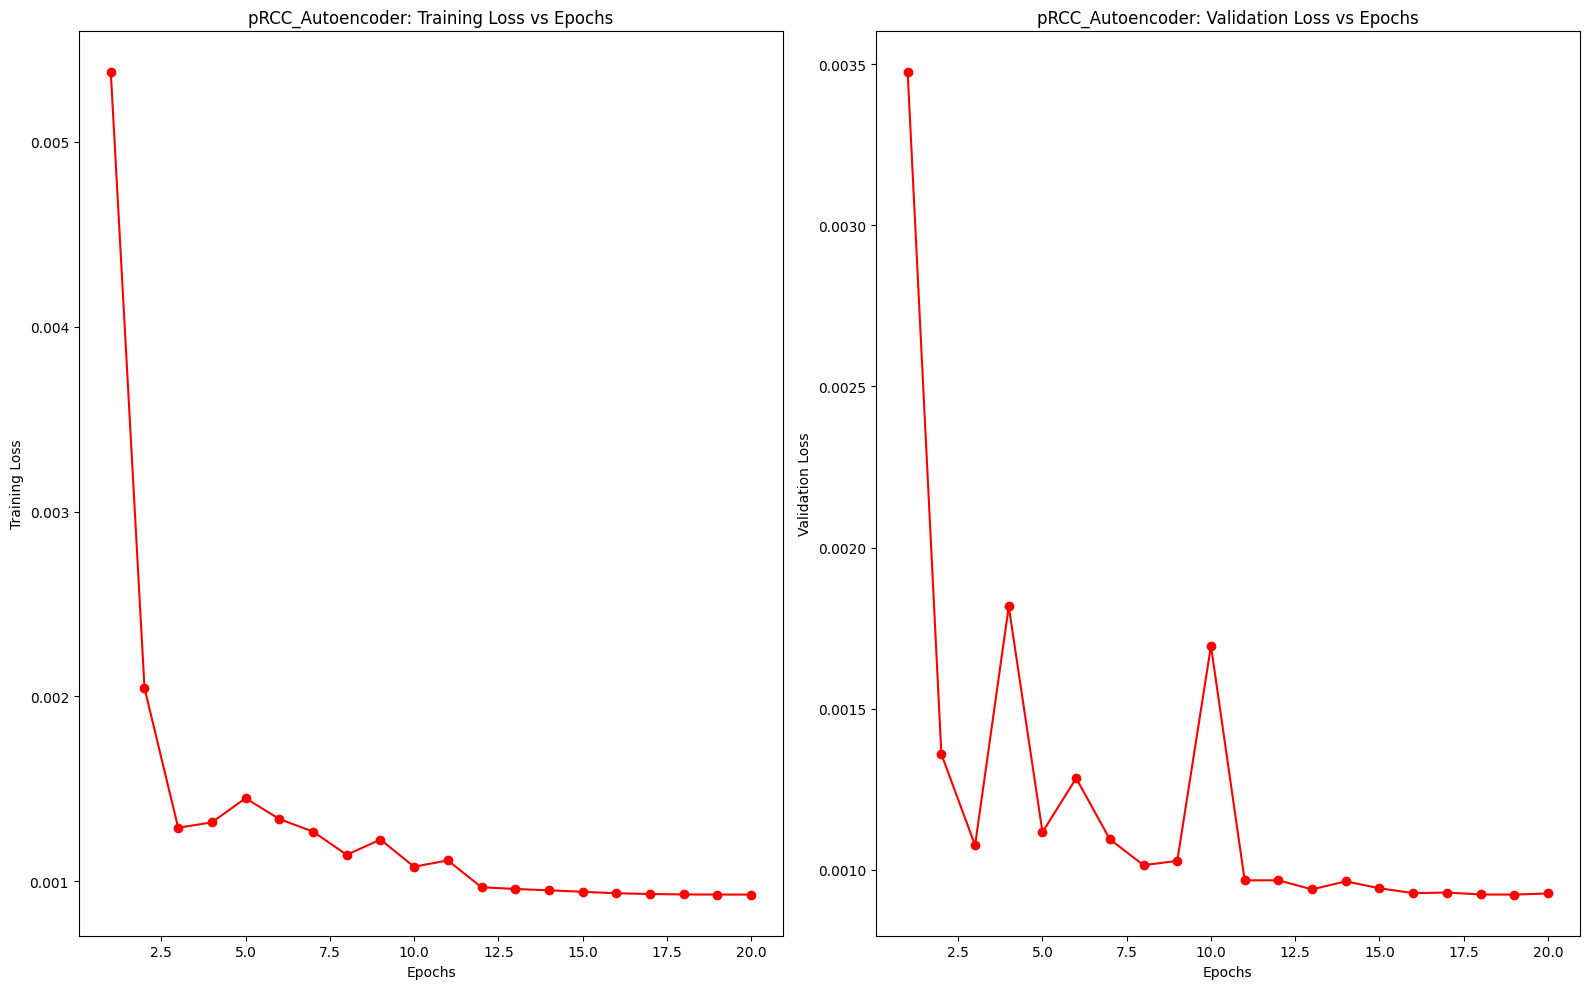 pRCC_Autoencoder: Training Loss vs Epochs
Training Loss
0.005
0.004
0.003
0.002
0.001
2.5 5.0 7.5 10.0 12.5 15.0 17.5 20.0
Epochs
pRCC_Autoencoder: Validation Loss vs Epochs
Validation Loss
0.0035
0.0030
0.0025
0.0020
0.0015
0.0010
2.5 5.0 7.5 10.0 12.5 15.0 17.5 20.0
Epochs